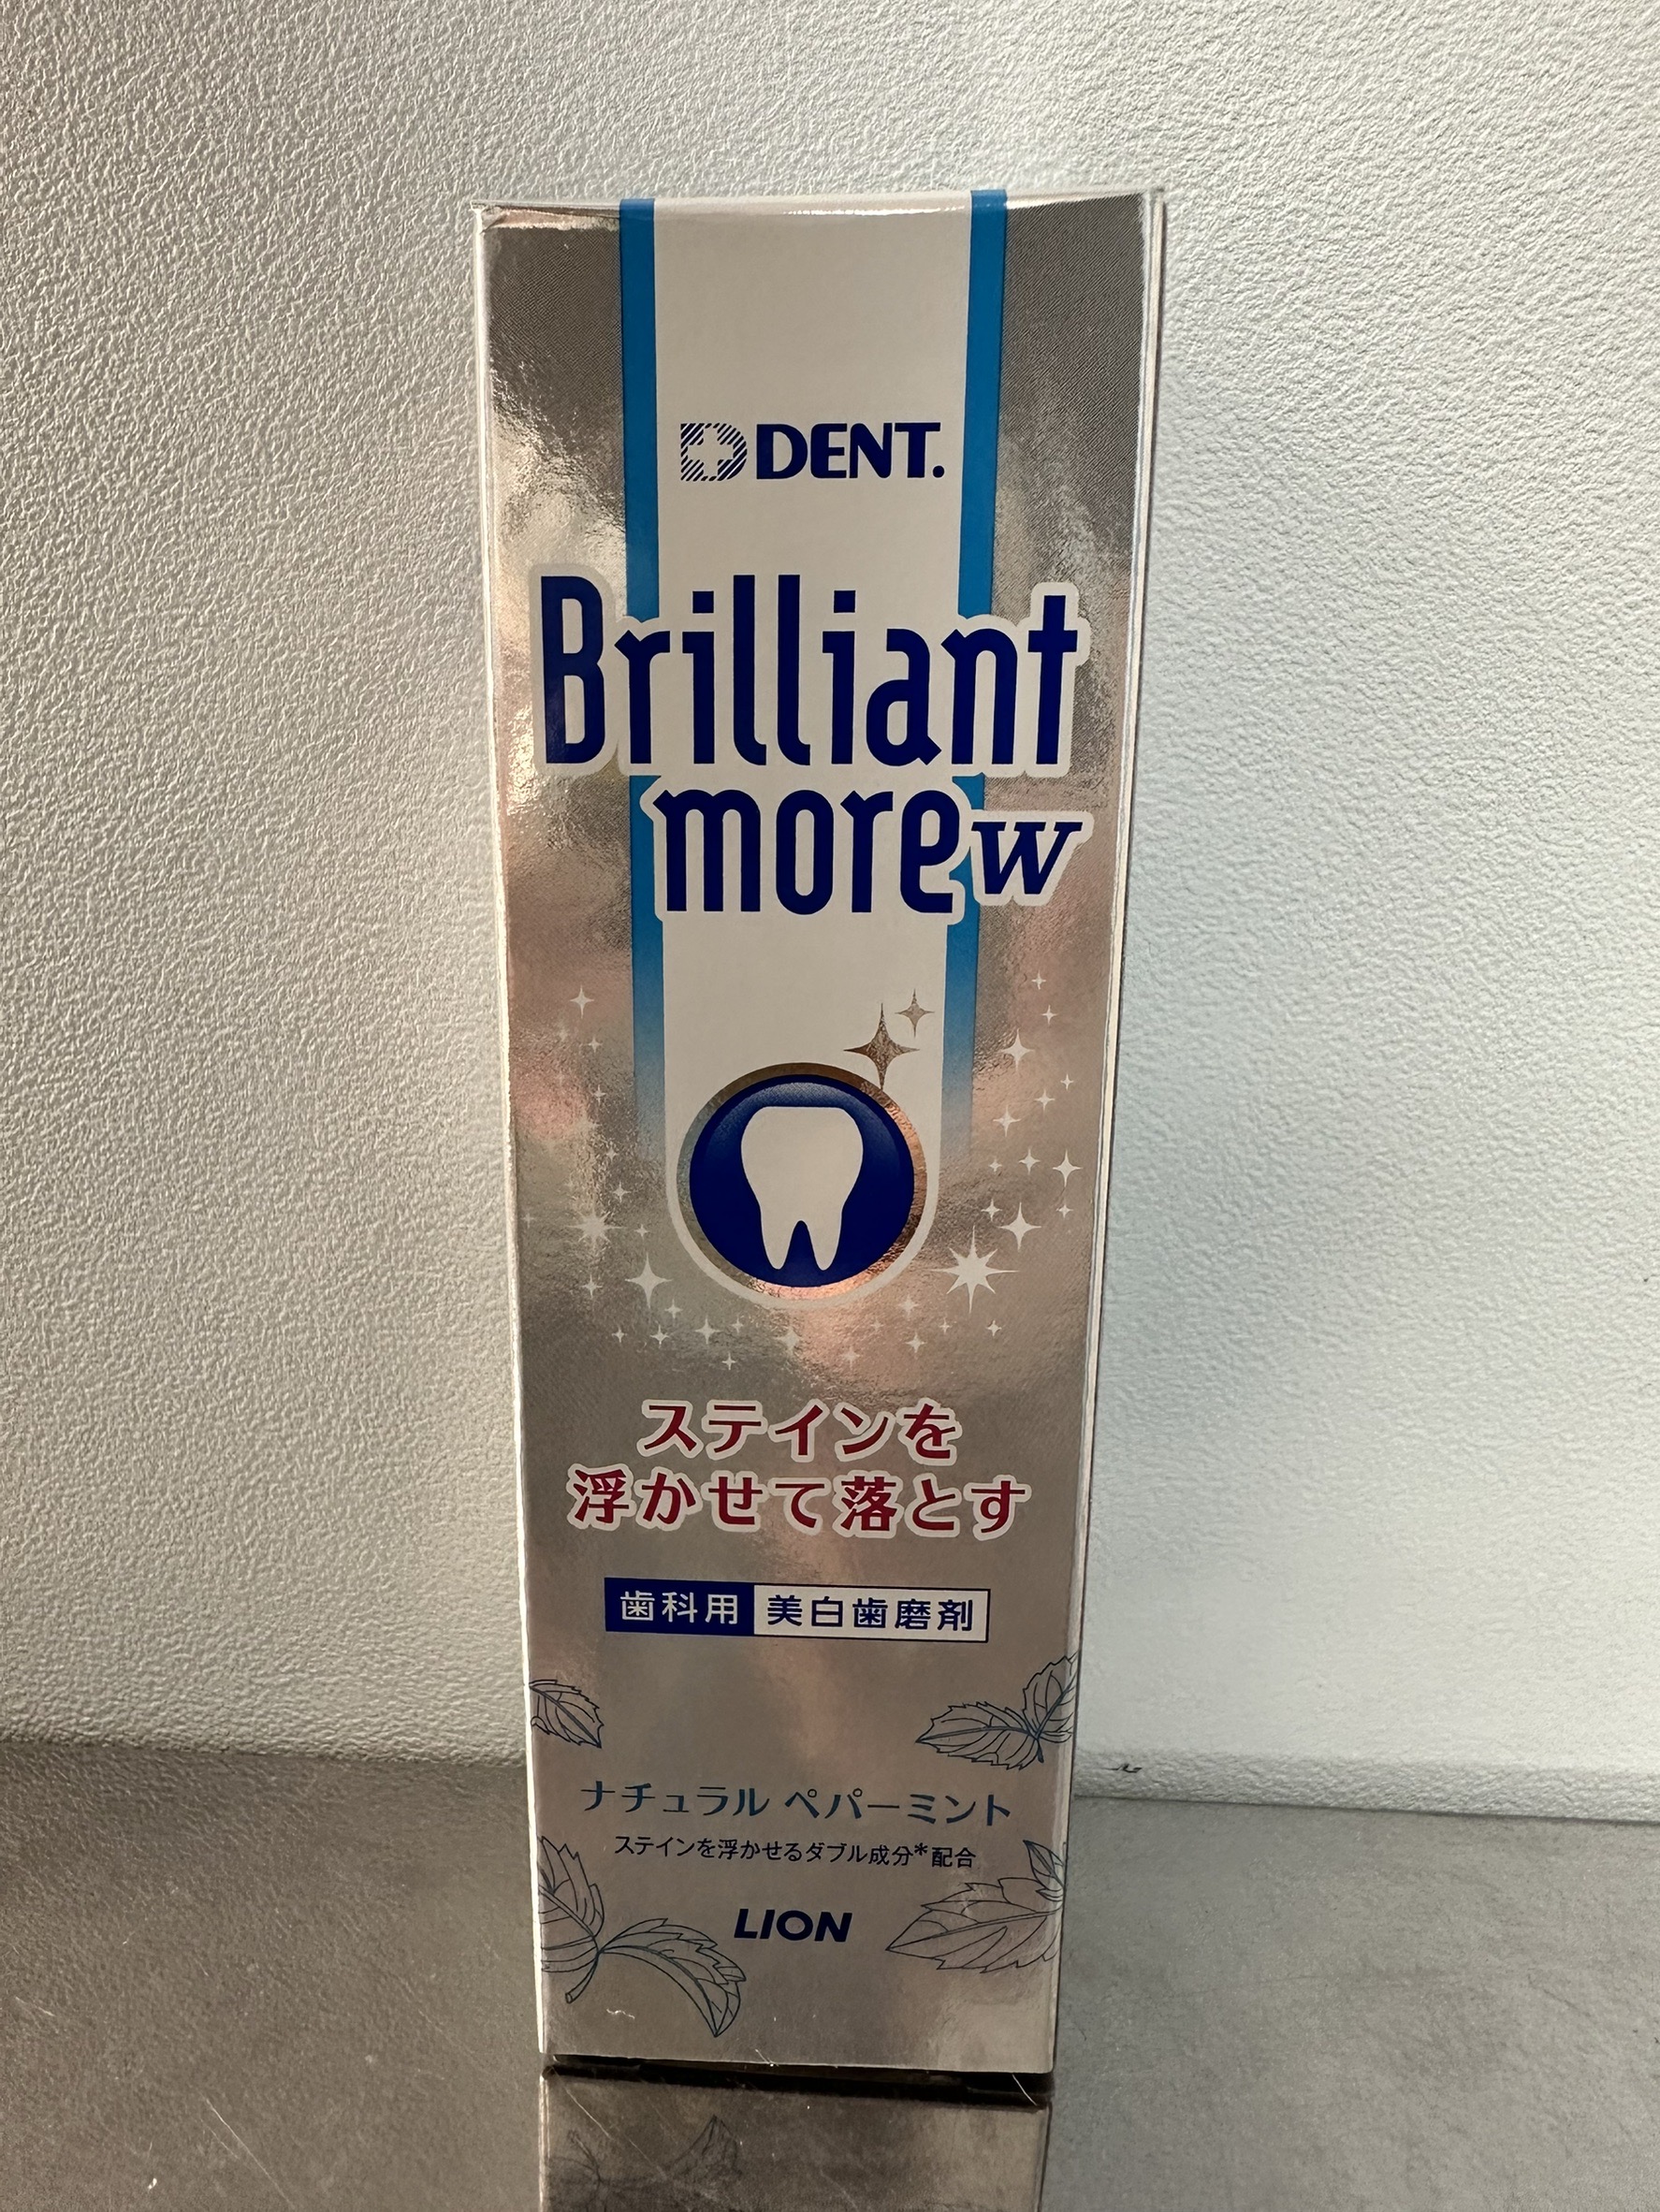 DENT.
Brilliant
more w
ステインを
浮かせて落とす
歯科用 美白歯磨剤
ナチュラル ペパーミント
ステインを浮かせるダブル成分*配合
LION